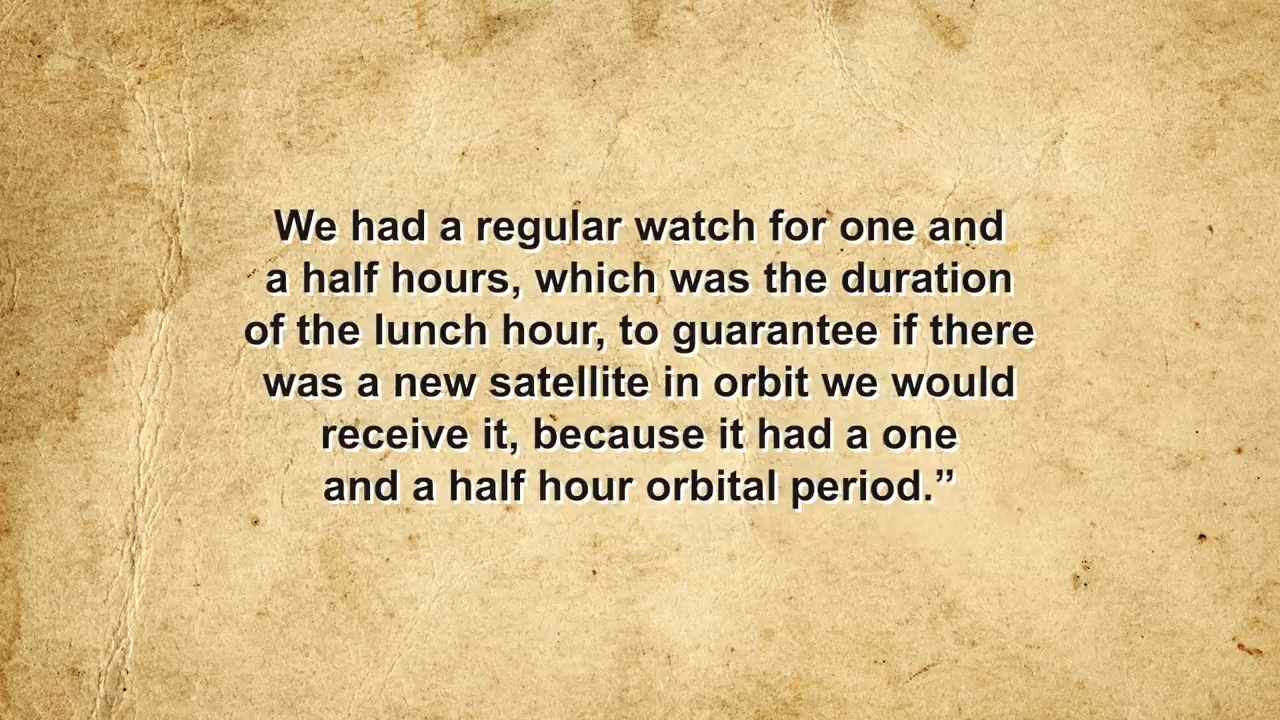 We had a regular watch for one and
a half hours, which was the duration
of the lunch hour, to guarantee if there
was a new satellite in orbit we would
receive it, because it had a one
and a half hour orbital period.”